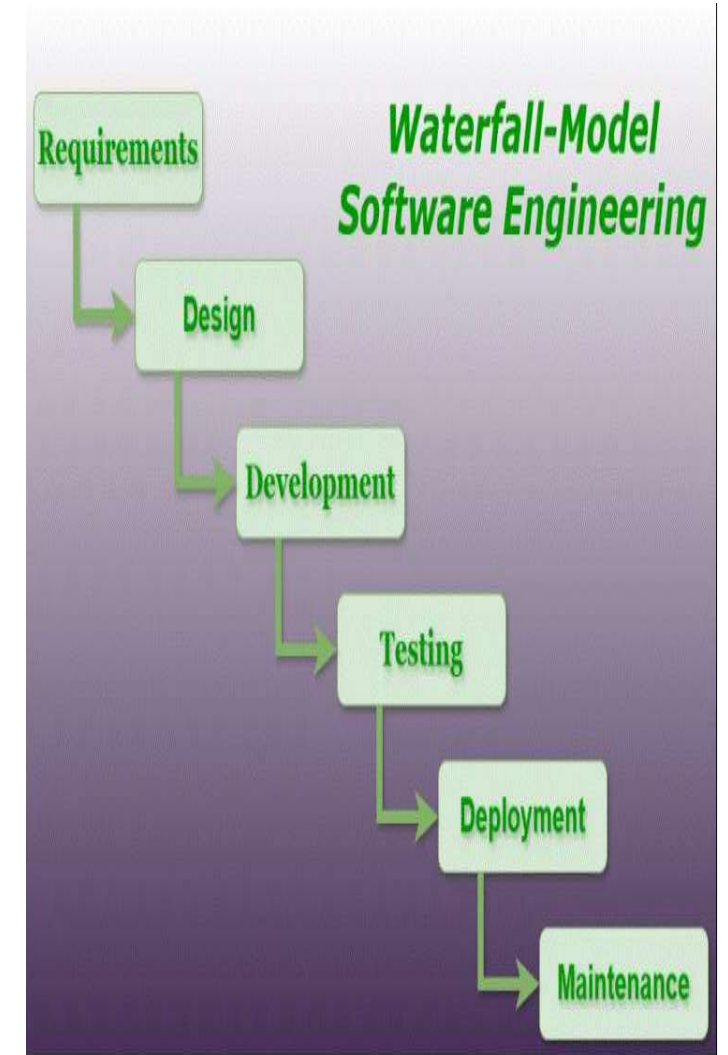 Waterfall-Model
Software Engineering
Requirements
Design
Development
Testing
Deployment
Maintenance